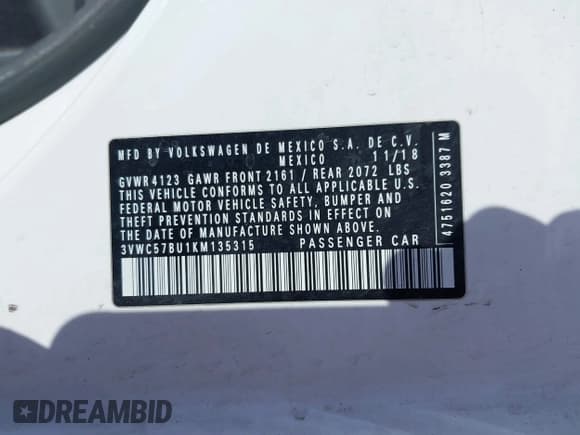 MFD BY VOLKSWAGEN DE MEXICO S.A. DE C.V.
MEXICO 11/18
GVWR 4123 GAWR FRONT 2161 / REAR 2072 LBS
THIS VEHICLE CONFORMS TO ALL APPLICABLE U.S.
FEDERAL MOTOR VEHICLE SAFETY, BUMPER AND
THEFT PREVENTION STANDARDS IN EFFECT ON THE
DATE OF MANUFACTURE SHOWN ABOVE.
3VWC57BU1KM135315 PASSENGER CAR
4751620 3387 M
DREAMBID